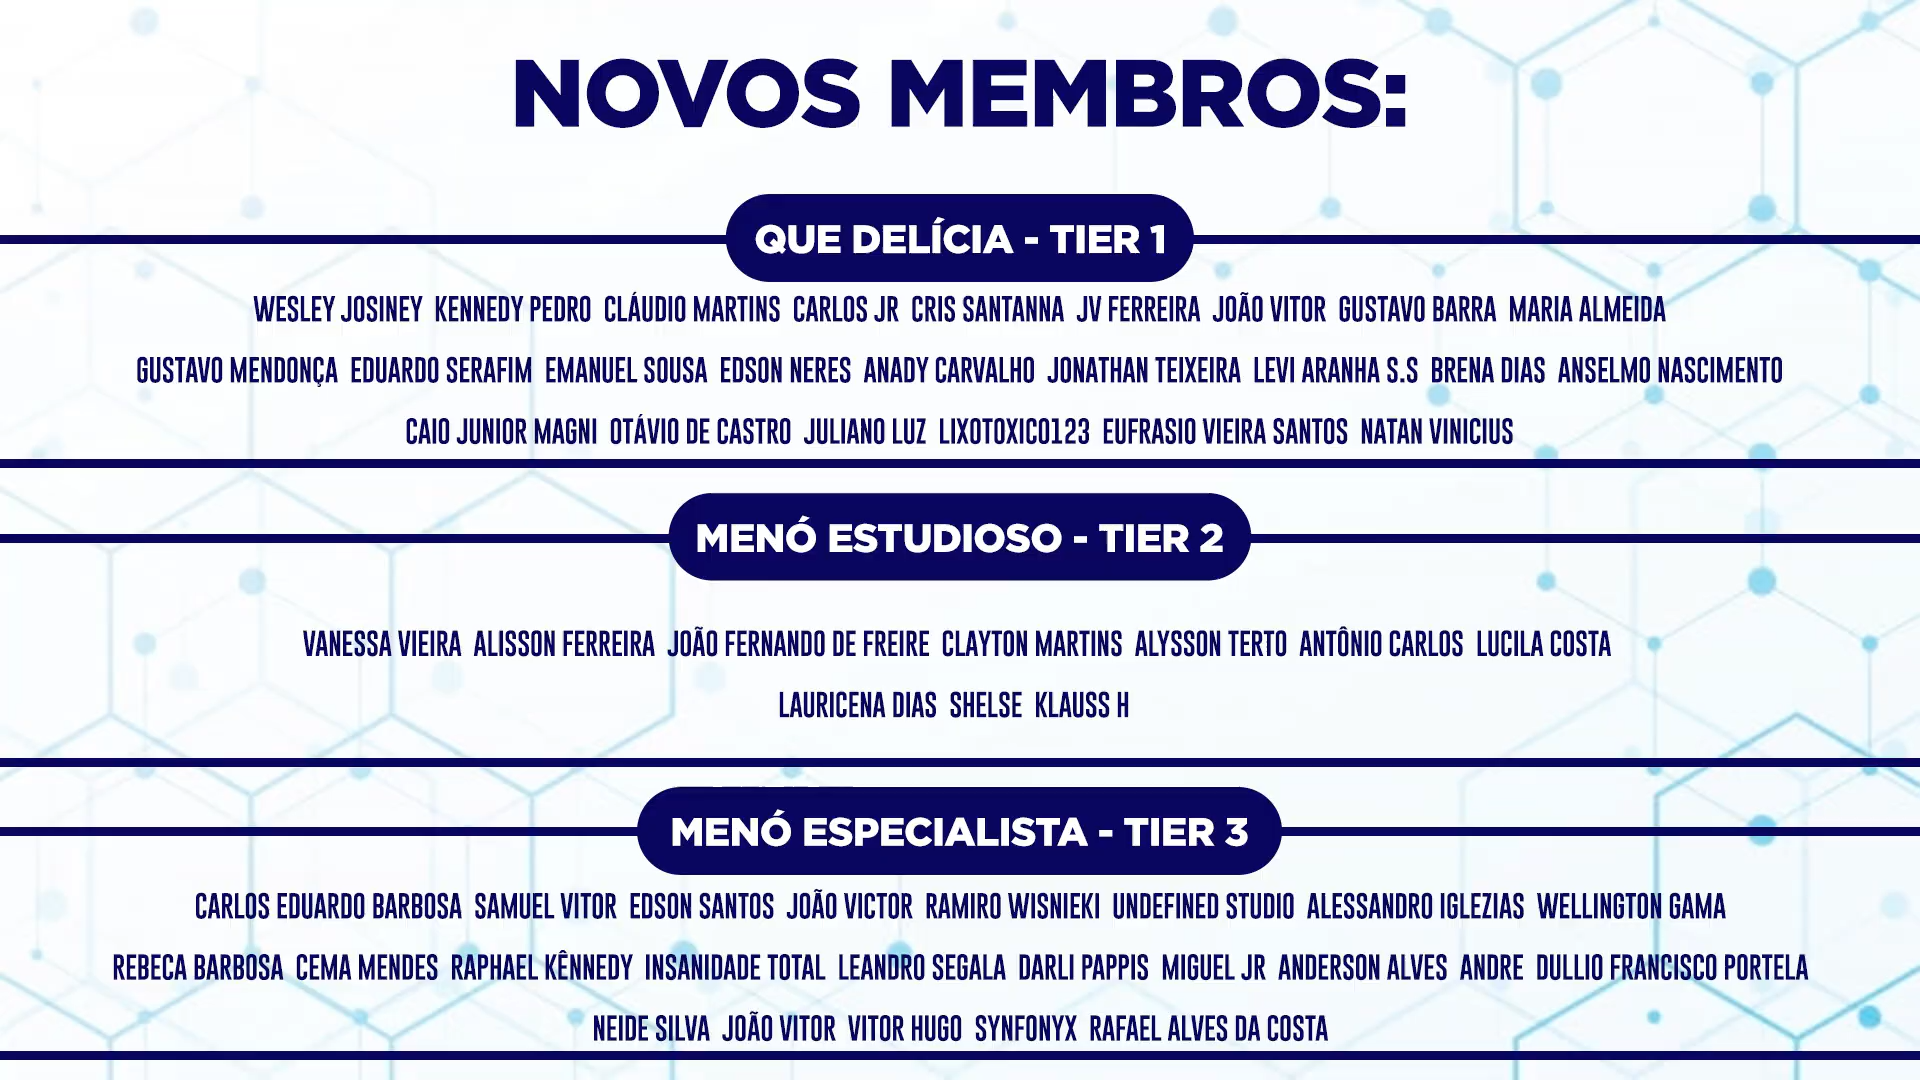 NOVOS MEMBROS:
QUE DELÍCIA - TIER 1
WESLEY JOSINEY KENNEDY PEDRO CLÁUDIO MARTINS CARLOS JR CRIS SANTANNA JV FERREIRA JOÃO VITOR GUSTAVO BARRA MARIA ALMEIDA
GUSTAVO MENDONÇA EDUARDO SERAFIM EMANUEL SOUSA EDSON NERES ANADY CARVALHO JONATHAN TEIXEIRA LEVI ARANHA S.S BRENA DIAS ANSELMO NASCIMENTO
CAIO JUNIOR MAGNI OTÁVIO DE CASTRO JULIANO LUZ LIXOTOXICO123 EUFRASIO VIEIRA SANTOS NATAN VINICIUS
MENÓ ESTUDIOSO - TIER 2
VANESSA VIEIRA ALISSON FERREIRA JOÃO FERNANDO DE FREIRE CLAYTON MARTINS ALYSSON TERTO ANTÔNIO CARLOS LUCILA COSTA
LAURICENA DIAS SHELSE KLAUSS H
MENÓ ESPECIALISTA - TIER 3
CARLOS EDUARDO BARBOSA SAMUEL VITOR EDSON SANTOS JOÃO VICTOR RAMIRO WISNIEKI UNDEFINED STUDIO ALESSANDRO IGLEZIAS WELLINGTON GAMA
REBECA BARBOSA CEMA MENDES RAPHAEL KÊNNEDY INSANIDADE TOTAL LEANDRO SEGALA DARLI PAPPIS MIGUEL JR ANDERSON ALVES ANDRE DULLIO FRANCISCO PORTELA
NEIDE SILVA JOÃO VITOR VITOR HUGO SYNFONYX RAFAEL ALVES DA COSTA